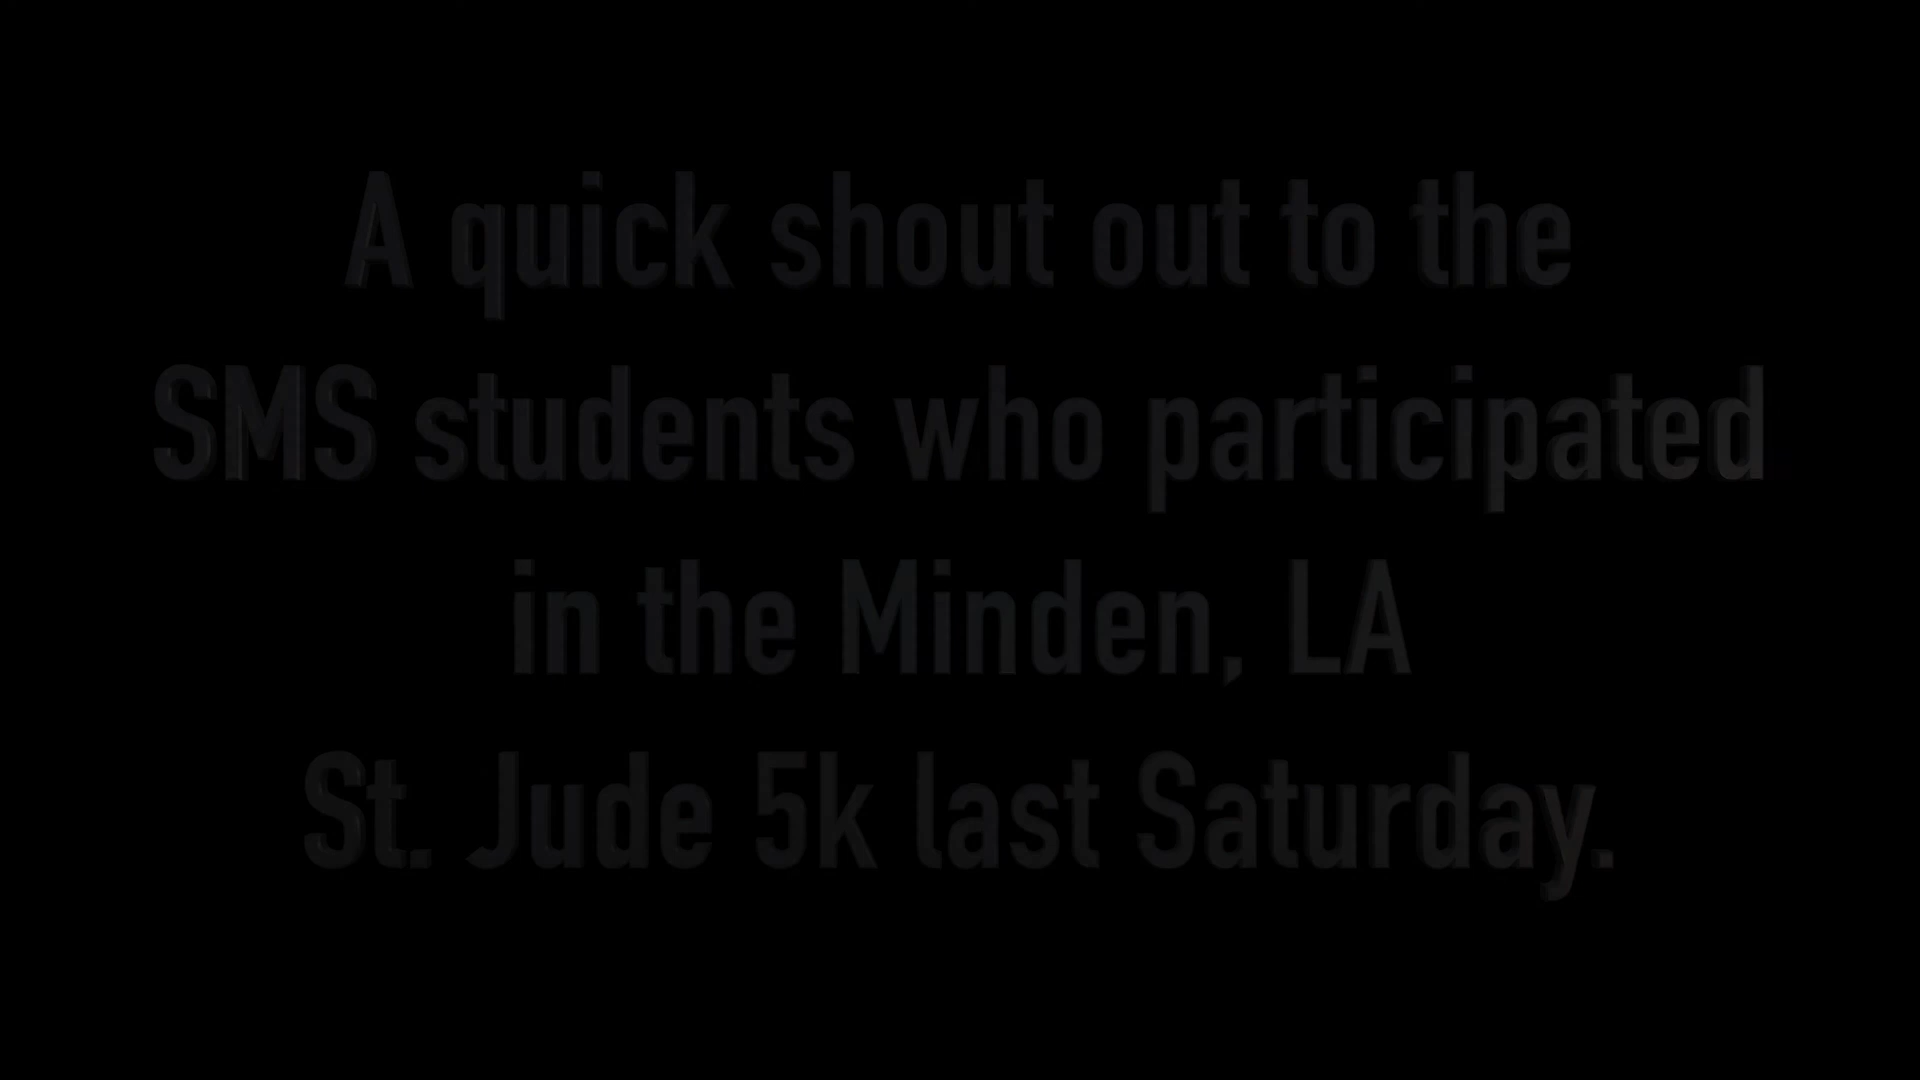 A quick shout out to the
SMS students who participated
in the Minden, LA
St. Jude 5k last Saturday.